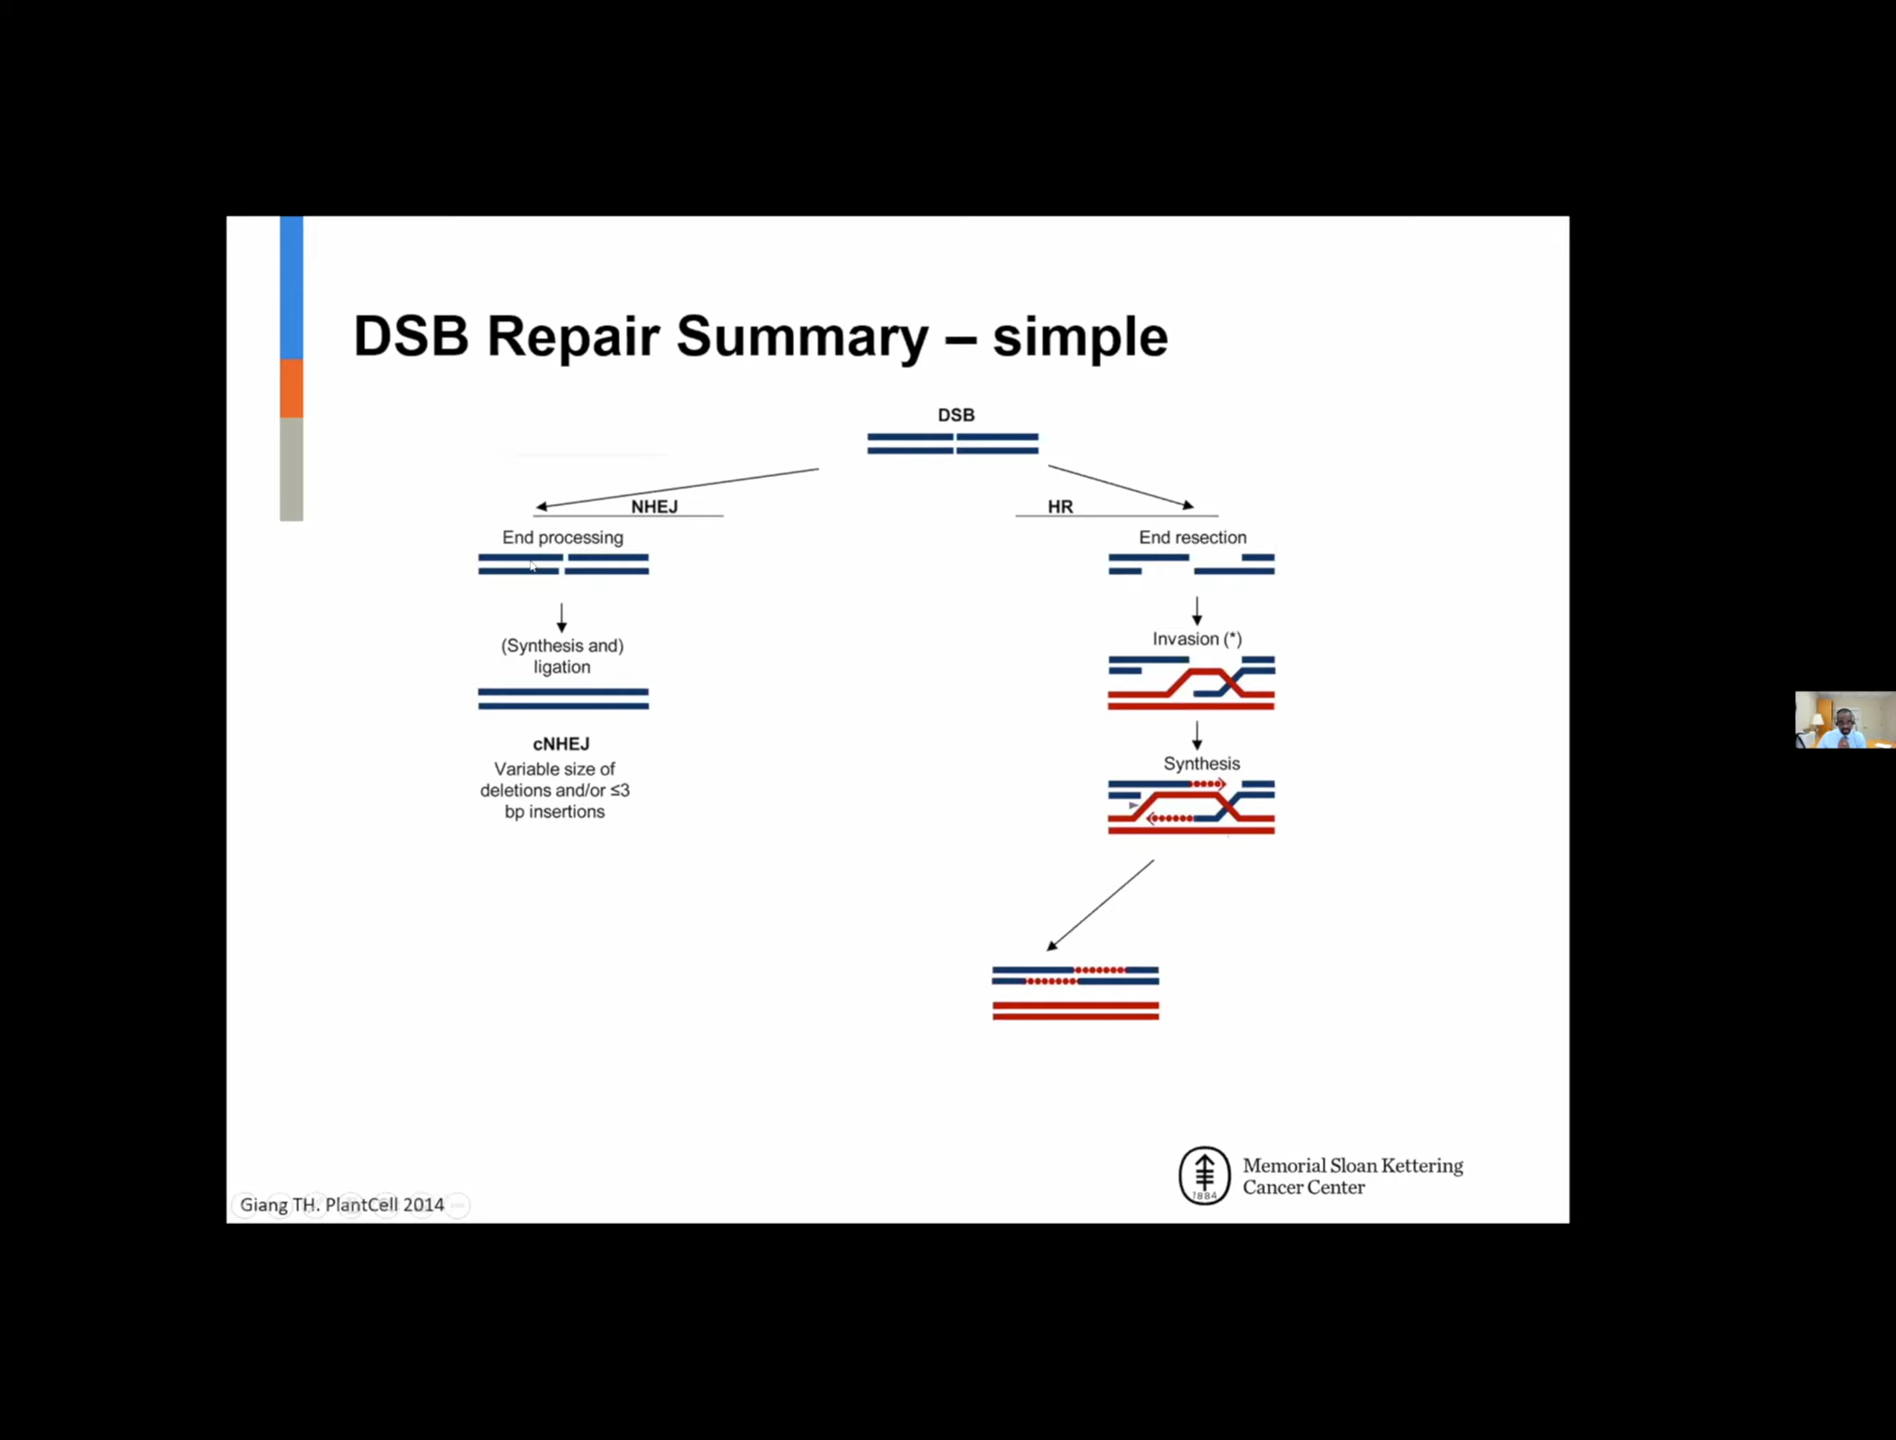 DSB Repair Summary – simple
DSB
NHEJ
End processing
(Synthesis and)
ligation
cNHEJ
Variable size of
deletions and/or ≤3
bp insertions
HR
End resection
Invasion (*)
Synthesis
Giang TH. PlantCell 2014
1884
Memorial Sloan Kettering
Cancer Center